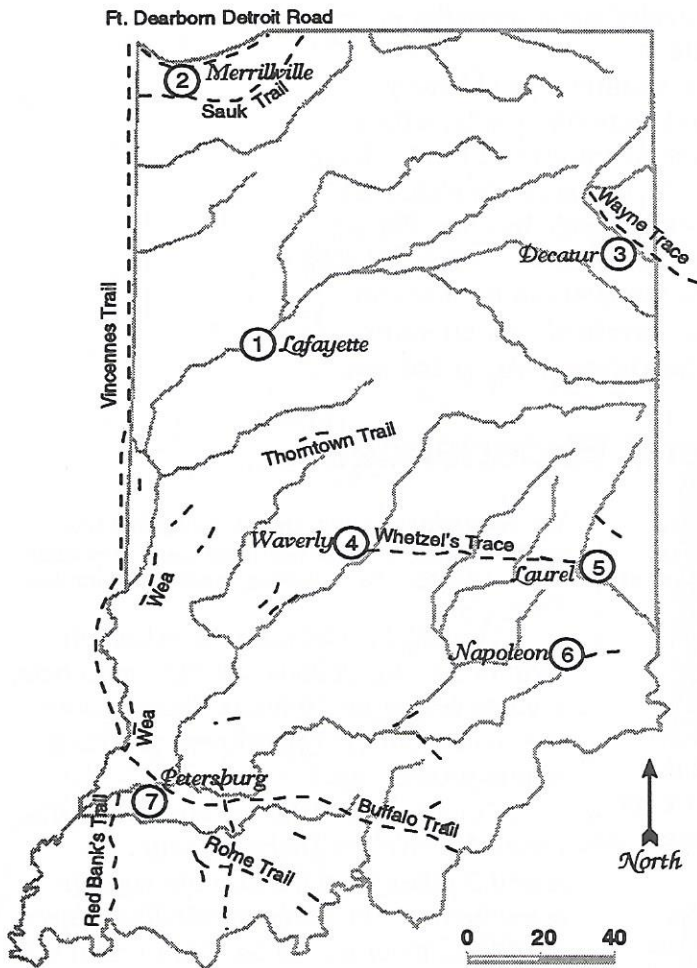 Ft. Dearborn Detroit Road
2 Merrillville
Sauk Trail
Wayne Trace
Decatur 3
Vincennes Trail
1 Lafayette
Thorntown Trail
Waverly 4 Whetzel's Trace
Laurel 5
Wea
Napoleon 6
Wea
Petersburg
7
Buffalo Trail
Red Bank's Trail
Rome Trail
North
0 20 40